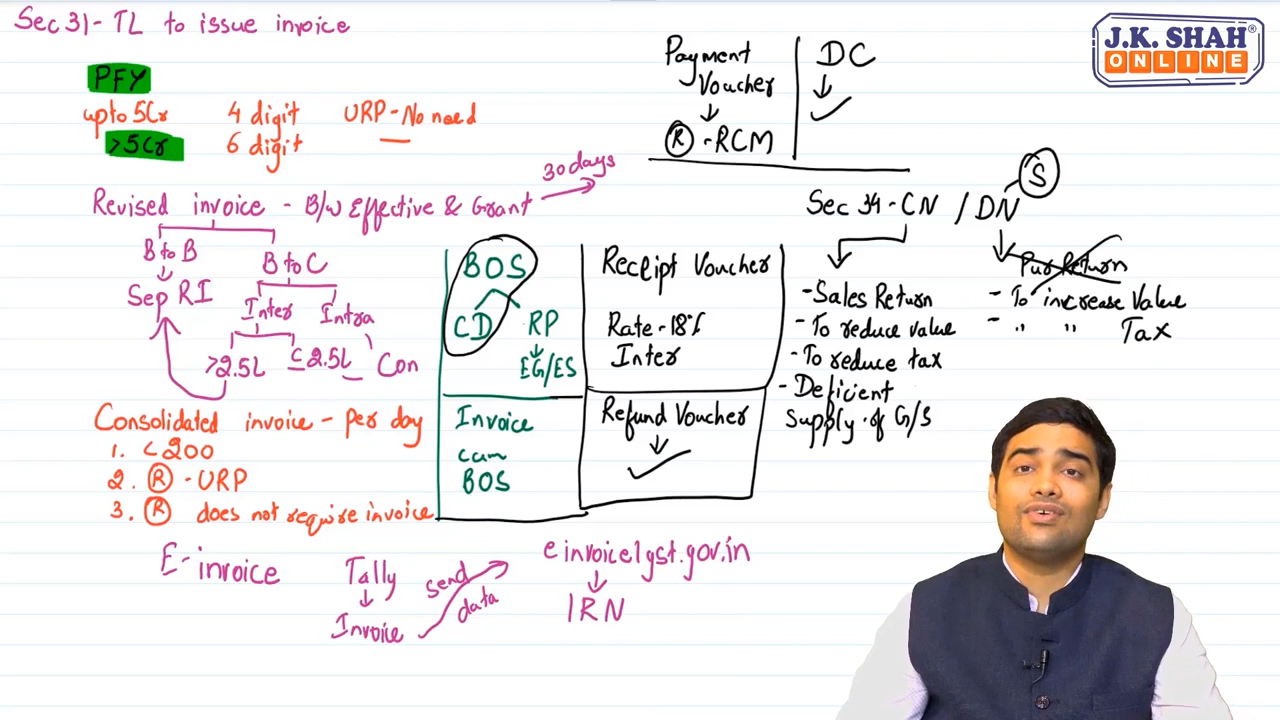 Sec 31- TL to issue invoice
PFY
upto 5Cr 4 digit URP-No need
>5Cr 6 digit
Revised invoice - B/w Effective & Grant 30 days
B to B B to C
Sep RI Inter Intra
>2.5L <2.5L Con
Consolidated invoice - per day
1. <200
2. R - URP
3. R does not require invoice
BOS
CD RP
EG/ES
Invoice
cum
BOS
Receipt Voucher
Rate-18%
Inter
Refund Voucher
Payment
Voucher
R-RCM
DC
Sec 34-CN / DN S
-Sales Return
-To reduce value
-To reduce tax
-Deficient
Supply of G/S
Pur Return
-To increase Value
- " " Tax
E-invoice
Tally
Invoice
send
data
einvoice1gst.gov.in
IRN
J.K. SHAH®
ONLINE